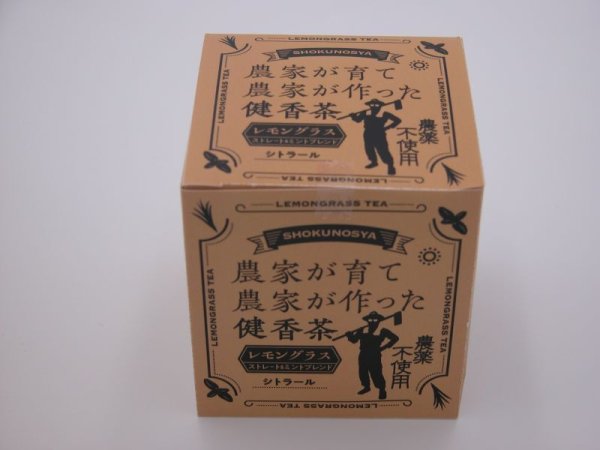 LEMONGRASS TEA
SHOKUNOSYA
農家が育て
農家が作った
健香茶
レモングラス
ストレート&ミントブレンド
シトラール
農薬
不使用
LEMONGRASS TEA
LEMONGRASS TEA
LEMONGRASS TEA
LEMONGRASS TEA
SHOKUNOSYA
農家が育て
農家が作った
健香茶
レモングラス
ストレート&ミントブレンド
シトラール
農薬
不使用
LEMONGRASS TEA
LEMONGRASS TEA
LEMONGRASS TEA